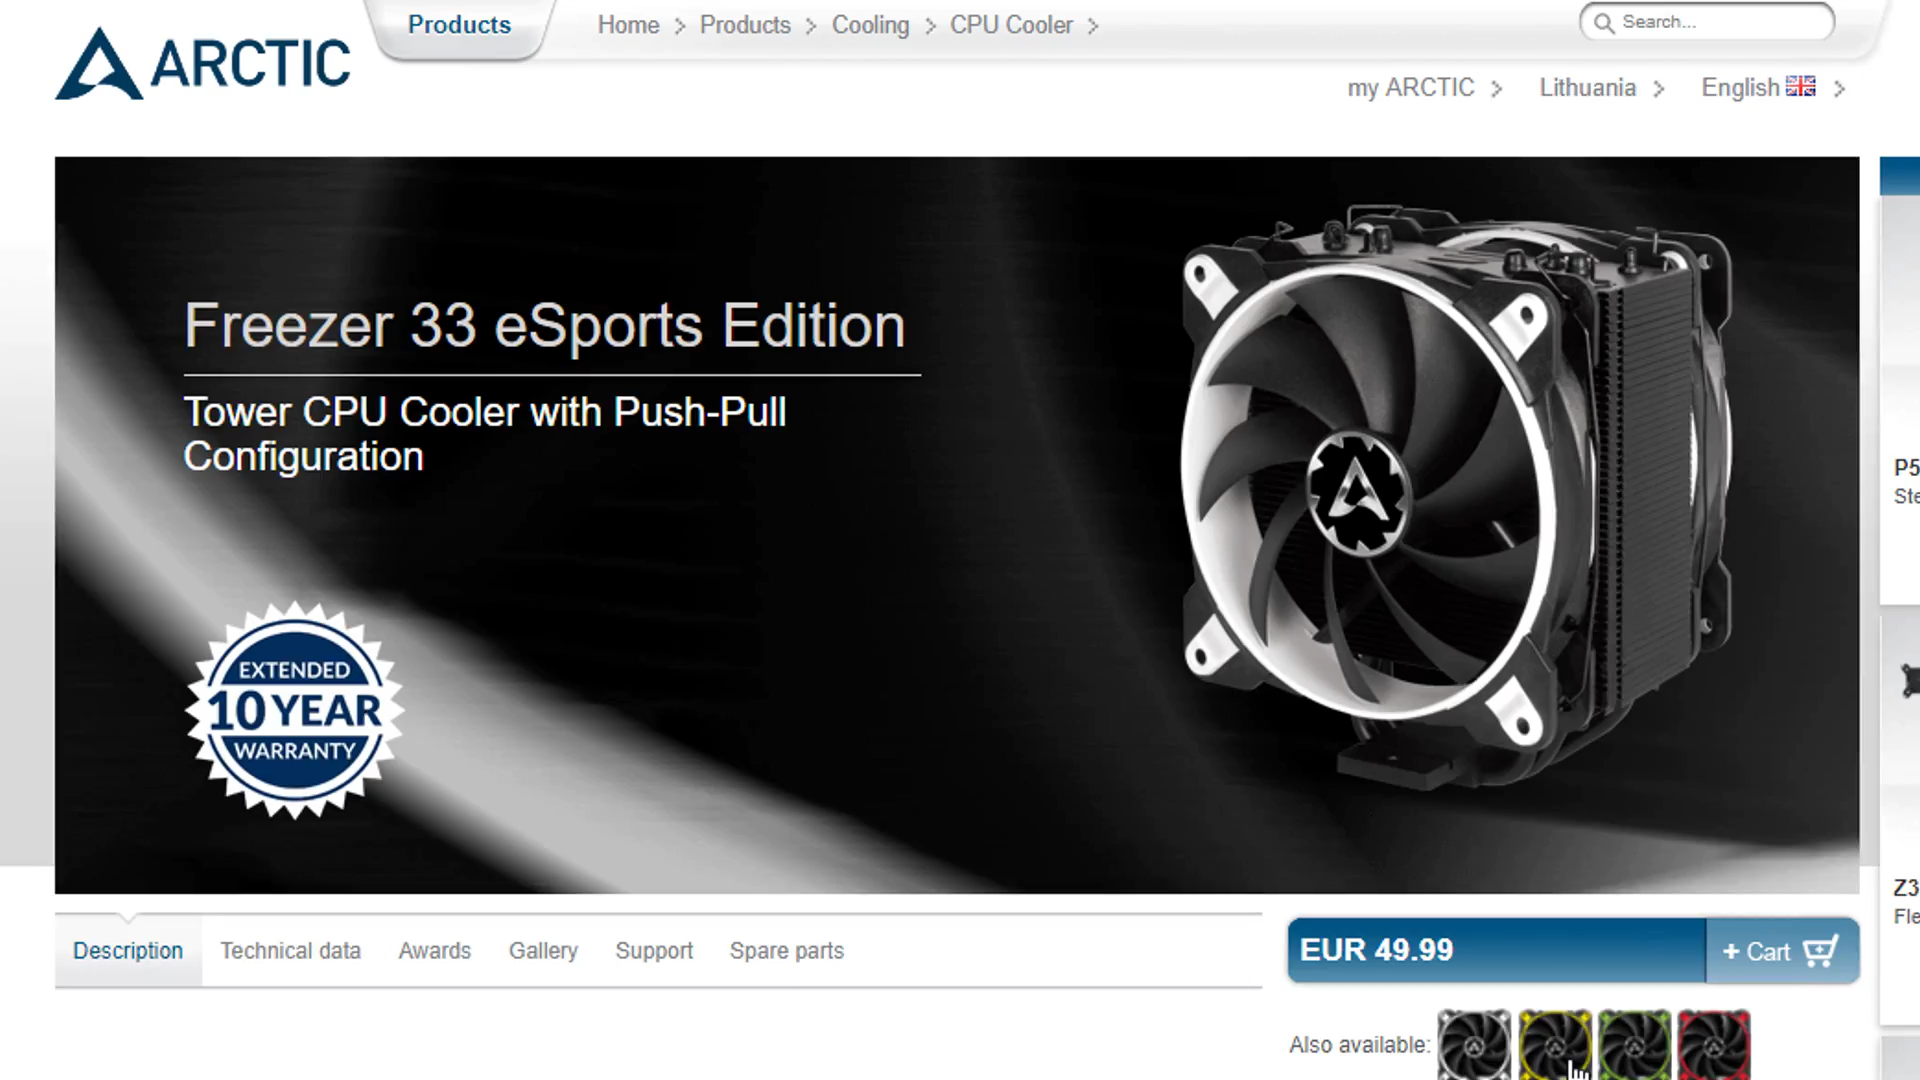 ARCTIC
Products
Home > Products > Cooling > CPU Cooler >
Search...
my ARCTIC > Lithuania > English >
Freezer 33 eSports Edition
Tower CPU Cooler with Push-Pull
Configuration
EXTENDED
10 YEAR
WARRANTY
P5
Ste
Z3
Fle
Description Technical data Awards Gallery Support Spare parts
EUR 49.99
+ Cart
Also available: